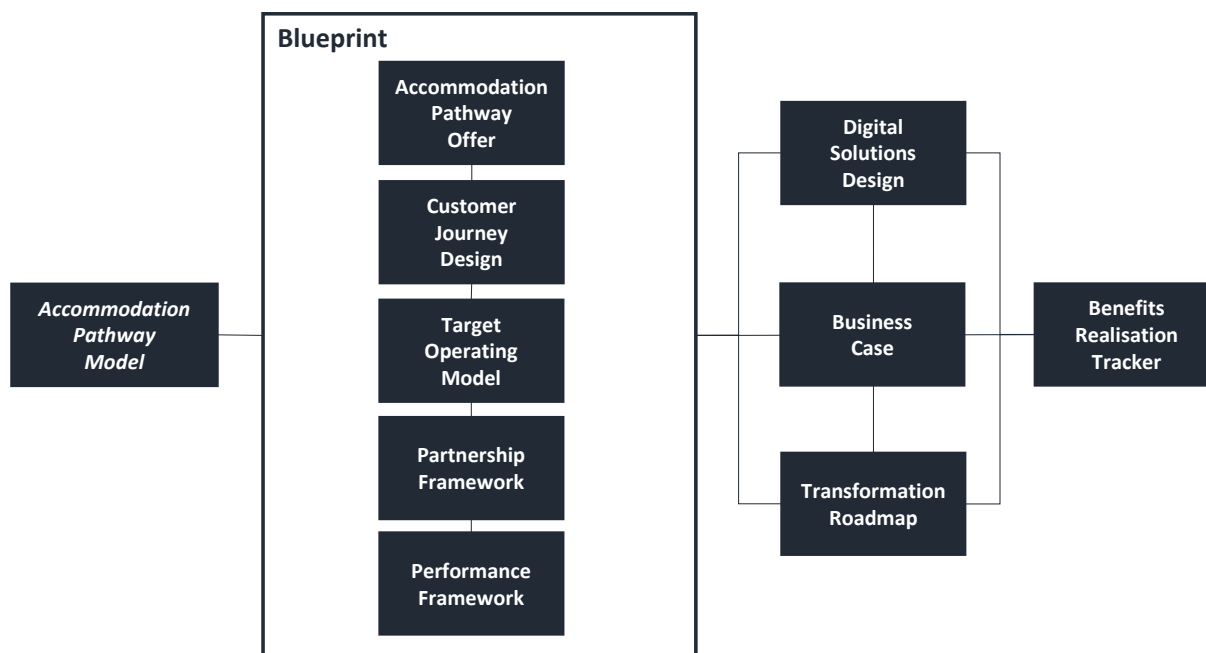 Blueprint
Accommodation
Pathway
Offer
Customer
Journey
Design
Target
Operating
Model
Partnership
Framework
Performance
Framework
Accommodation
Pathway
Model
Digital
Solutions
Design
Business
Case
Transformation
Roadmap
Benefits
Realisation
Tracker